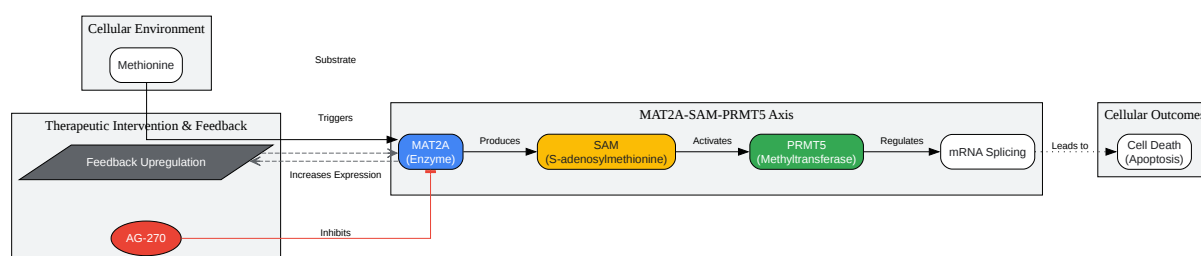 Cellular Environment
Methionine
Substrate
Triggers
Therapeutic Intervention & Feedback
Feedback Upregulation
Increases Expression
AG-270
Inhibits
MAT2A-SAM-PRMT5 Axis
MAT2A
(Enzyme)
Produces
SAM
(S-adenosylmethionine)
Activates
PRMT5
(Methyltransferase)
Regulates
mRNA Splicing
Leads to
Cellular Outcomes
Cell Death
(Apoptosis)